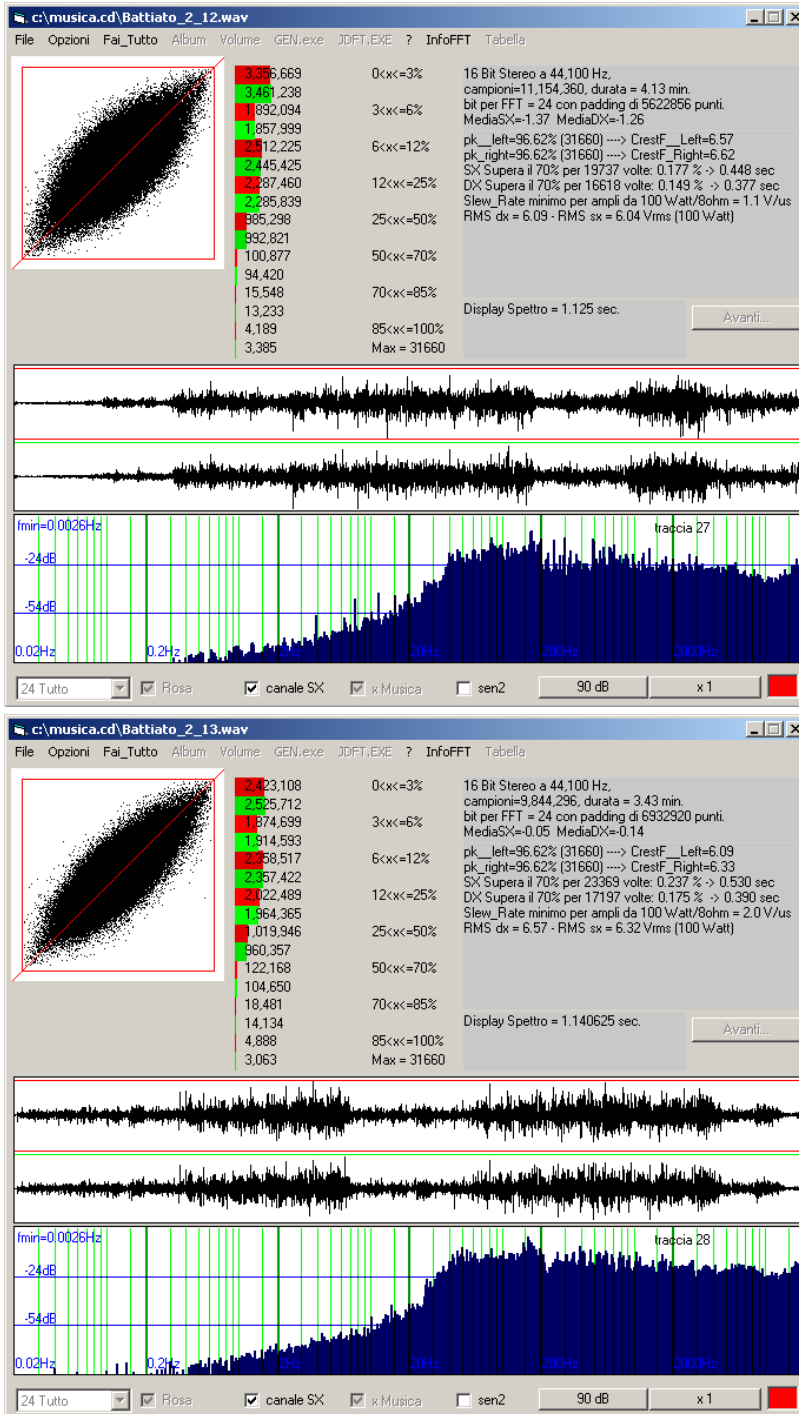 c:\musica.cd\Battiato_2_12.wav
File Opzioni Fai_Tutto Album Volume GEN.exe JDFT.EXE ? InfoFFT Tabella
3,356,669 0<x<=3%
3,461,238
1,892,094 3<x<=6%
1,857,999
2,512,225 6<x<=12%
2,445,425
2,287,460 12<x<=25%
2,285,839
985,298 25<x<=50%
992,821
100,877 50<x<=70%
94,420
15,548 70<x<=85%
13,233
4,189 85<x<=100%
3,385 Max = 31660
16 Bit Stereo a 44,100 Hz,
campioni=11,154,360, durata = 4.13 min.
bit per FFT = 24 con padding di 5622856 punti.
MediaSX=-1.37 MediaDX=-1.26
pk__left=96.62% (31660) ----> CrestF__Left=6.57
pk_right=96.62% (31660) ----> CrestF_Right=6.62
SX Supera il 70% per 19737 volte: 0.177 % -> 0.448 sec
DX Supera il 70% per 16618 volte: 0.149 % -> 0.377 sec
Slew_Rate minimo per ampli da 100 Watt/8ohm = 1.1 V/us
RMS dx = 6.09 - RMS sx = 6.04 Vrms (100 Watt)
Display Spettro = 1.125 sec.
Avanti...
fmin=0.0026Hz
traccia 27
-24dB
-54dB
0.02Hz 0.2Hz 2Hz 20Hz 200Hz 2000Hz
24 Tutto Rosa canale SX x Musica sen2 90 dB x 1
c:\musica.cd\Battiato_2_13.wav
File Opzioni Fai_Tutto Album Volume GEN.exe JDFT.EXE ? InfoFFT Tabella
2,423,108 0<x<=3%
2,525,712
1,874,699 3<x<=6%
1,914,593
2,358,517 6<x<=12%
2,357,422
2,022,489 12<x<=25%
1,964,365
1,019,946 25<x<=50%
960,357
122,168 50<x<=70%
104,650
18,481 70<x<=85%
14,134
4,888 85<x<=100%
3,063 Max = 31660
16 Bit Stereo a 44,100 Hz,
campioni=9,844,296, durata = 3.43 min.
bit per FFT = 24 con padding di 6932920 punti.
MediaSX=-0.05 MediaDX=-0.14
pk__left=96.62% (31660) ----> CrestF__Left=6.09
pk_right=96.62% (31660) ----> CrestF_Right=6.33
SX Supera il 70% per 23369 volte: 0.237 % -> 0.530 sec
DX Supera il 70% per 17197 volte: 0.175 % -> 0.390 sec
Slew_Rate minimo per ampli da 100 Watt/8ohm = 2.0 V/us
RMS dx = 6.57 - RMS sx = 6.32 Vrms (100 Watt)
Display Spettro = 1.140625 sec.
Avanti...
fmin=0.0026Hz
traccia 28
-24dB
-54dB
0.02Hz 0.2Hz 2Hz 20Hz 200Hz 2000Hz
24 Tutto Rosa canale SX x Musica sen2 90 dB x 1